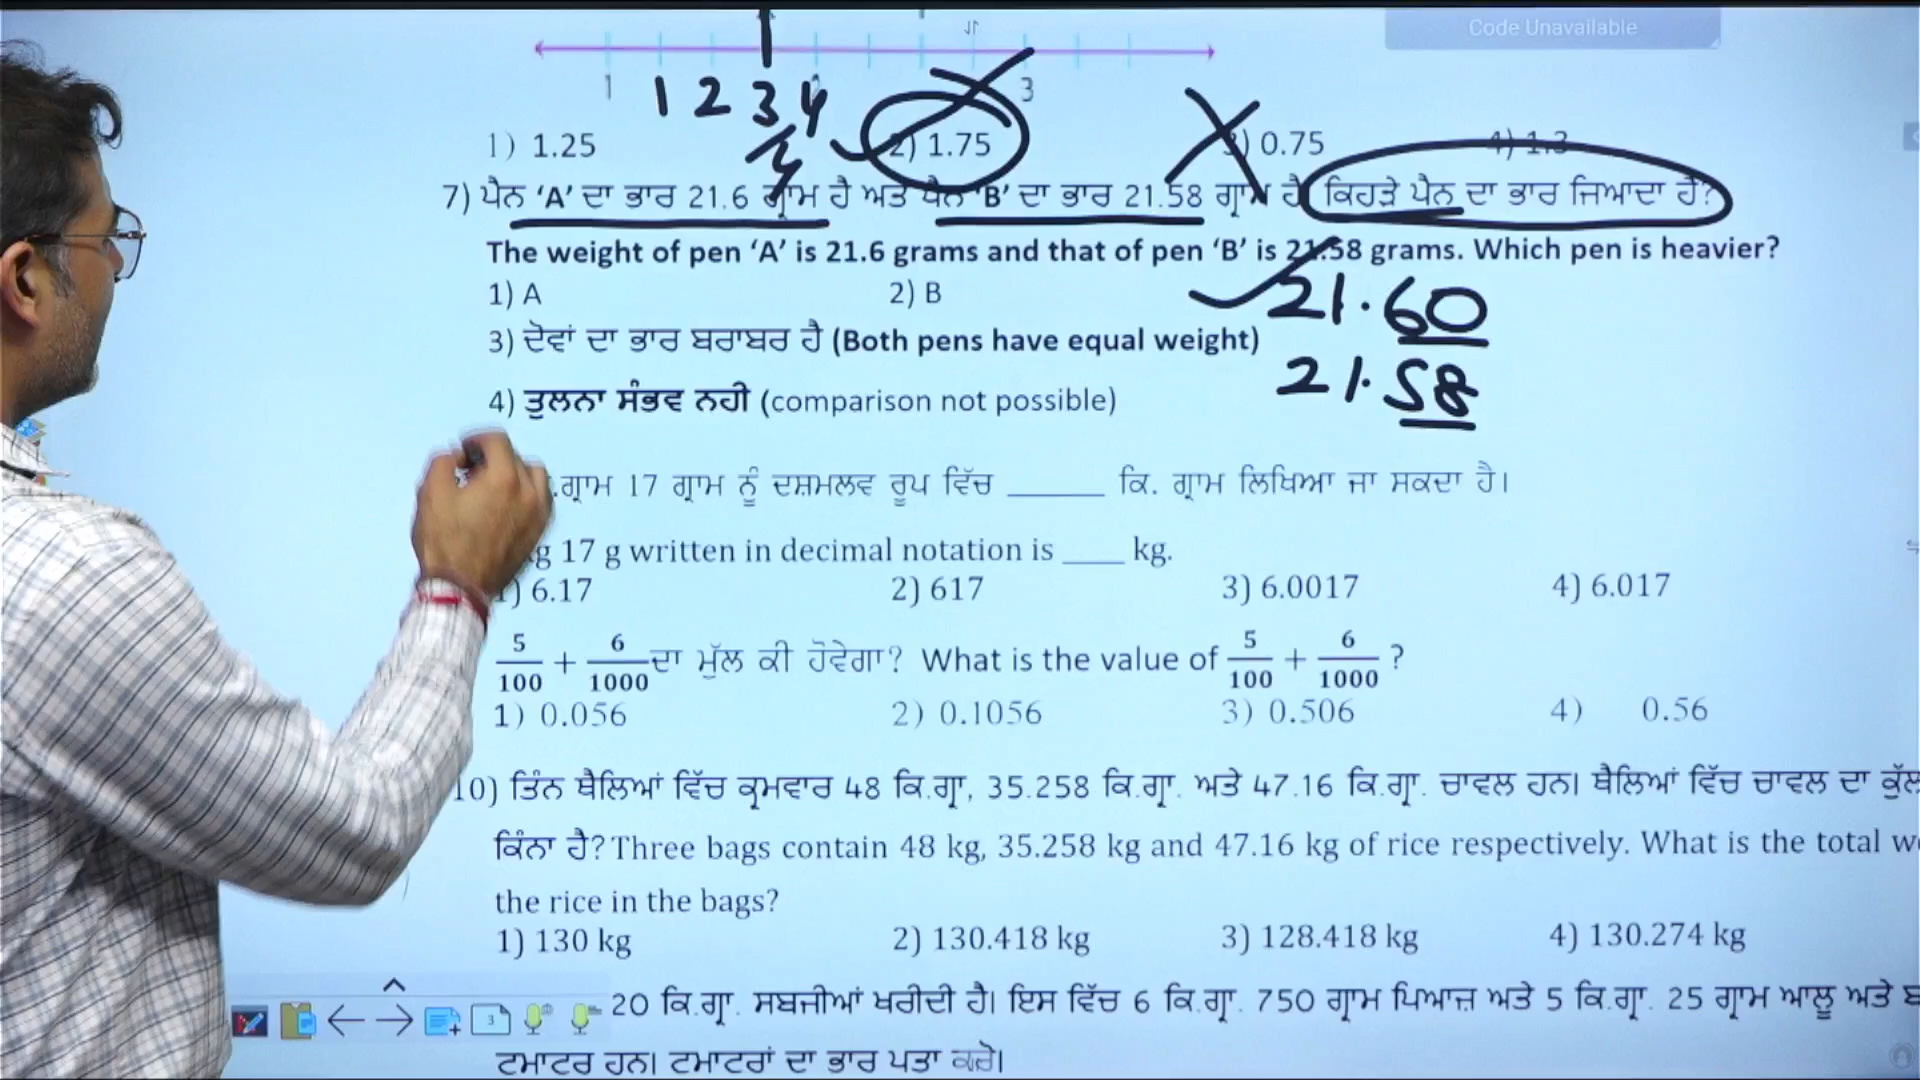 Code Unavailable
1 3
1 2 3 4
1) 1.25 2) 1.75 3) 0.75 4) 1.3
7) ਪੈਨ ‘A’ ਦਾ ਭਾਰ 21.6 ਗ੍ਰਾਮ ਹੈ ਅਤੇ ਪੈਨ ‘B’ ਦਾ ਭਾਰ 21.58 ਗ੍ਰਾਮ ਹੈ ਕਿਹੜੇ ਪੈਨ ਦਾ ਭਾਰ ਜਿਆਦਾ ਹੈ?
The weight of pen ‘A’ is 21.6 grams and that of pen ‘B’ is 21.58 grams. Which pen is heavier?
1) A 2) B
21.60
3) ਦੋਵਾਂ ਦਾ ਭਾਰ ਬਰਾਬਰ ਹੈ (Both pens have equal weight)
21.58
4) ਤੁਲਨਾ ਸੰਭਵ ਨਹੀ (comparison not possible)
.ਗ੍ਰਾਮ 17 ਗ੍ਰਾਮ ਨੂੰ ਦਸ਼ਮਲਵ ਰੂਪ ਵਿੱਚ ______ ਕਿ. ਗ੍ਰਾਮ ਲਿਖਿਆ ਜਾ ਸਕਦਾ ਹੈ।
g 17 g written in decimal notation is ____ kg.
1) 6.17 2) 617 3) 6.0017 4) 6.017
5/100 + 6/1000 ਦਾ ਮੁੱਲ ਕੀ ਹੋਵੇਗਾ? What is the value of 5/100 + 6/1000 ?
1) 0.056 2) 0.1056 3) 0.506 4) 0.56
10) ਤਿੰਨ ਥੈਲਿਆਂ ਵਿੱਚ ਕ੍ਰਮਵਾਰ 48 ਕਿ.ਗ੍ਰਾ, 35.258 ਕਿ.ਗ੍ਰਾ. ਅਤੇ 47.16 ਕਿ.ਗ੍ਰਾ. ਚਾਵਲ ਹਨ। ਥੈਲਿਆਂ ਵਿੱਚ ਚਾਵਲ ਦਾ ਕੁੱਲ
ਕਿੰਨਾ ਹੈ? Three bags contain 48 kg, 35.258 kg and 47.16 kg of rice respectively. What is the total w
the rice in the bags?
1) 130 kg 2) 130.418 kg 3) 128.418 kg 4) 130.274 kg
20 ਕਿ.ਗ੍ਰਾ. ਸਬਜੀਆਂ ਖਰੀਦੀ ਹੈ। ਇਸ ਵਿੱਚ 6 ਕਿ.ਗ੍ਰਾ. 750 ਗ੍ਰਾਮ ਪਿਆਜ਼ ਅਤੇ 5 ਕਿ.ਗ੍ਰਾ. 25 ਗ੍ਰਾਮ ਆਲੂ ਅਤੇ
ਟਮਾਟਰ ਹਨ। ਟਮਾਟਰਾਂ ਦਾ ਭਾਰ ਪਤਾ ਕਰੋ।
3